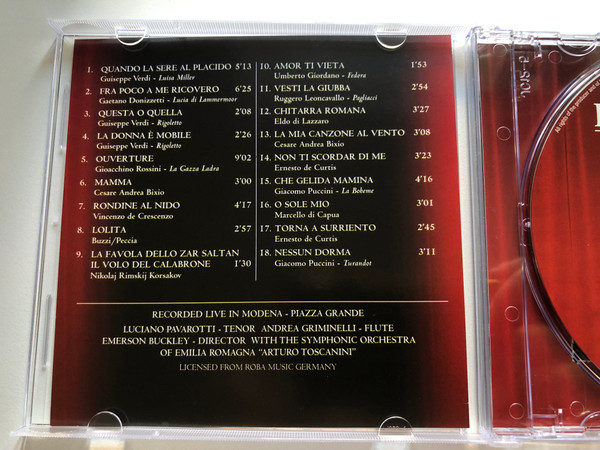 1. QUANDO LA SERE AL PLACIDO 5'13
Guiseppe Verdi - Luisa Miller
2. FRA POCO A ME RICOVERO 6'25
Gaetano Donizetti - Lucia di Lammermoor
3. QUESTA O QUELLA 2'08
Guiseppe Verdi - Rigoletto
4. LA DONNA È MOBILE 2'26
Guiseppe Verdi - Rigoletto
5. OUVERTURE 9'02
Gioacchino Rossini - La Gazza Ladra
6. MAMMA 3'00
Cesare Andrea Bixio
7. RONDINE AL NIDO 4'17
Vincenzo de Crescenzo
8. LOLITA 2'57
Buzzi/Peccia
9. LA FAVOLA DELLO ZAR SALTAN
IL VOLO DEL CALABRONE 1'30
Nikolaj Rimskij Korsakov
10. AMOR TI VIETA 1'53
Umberto Giordano - Fedora
11. VESTI LA GIUBBA 2'54
Ruggero Leoncavallo - Pagliacci
12. CHITARRA ROMANA 3'27
Eldo di Lazzaro
13. LA MIA CANZONE AL VENTO 3'08
Cesare Andrea Bixio
14. NON TI SCORDAR DI ME 3'23
Ernesto de Curtis
15. CHE GELIDA MAMINA 4'16
Giacomo Puccini - La Boheme
16. O SOLE MIO 3'01
Marcello di Capua
17. TORNA A SURRIENTO 2'45
Ernesto de Curtis
18. NESSUN DORMA 3'11
Giacomo Puccini - Turandot
RECORDED LIVE IN MODENA - PIAZZA GRANDE
LUCIANO PAVAROTTI - TENOR ANDREA GRIMINELLI - FLUTE
EMERSON BUCKLEY - DIRECTOR WITH THE SYMPHONIC ORCHESTRA
OF EMILIA ROMAGNA "ARTURO TOSCANINI"
LICENSED FROM ROBA MUSIC GERMANY